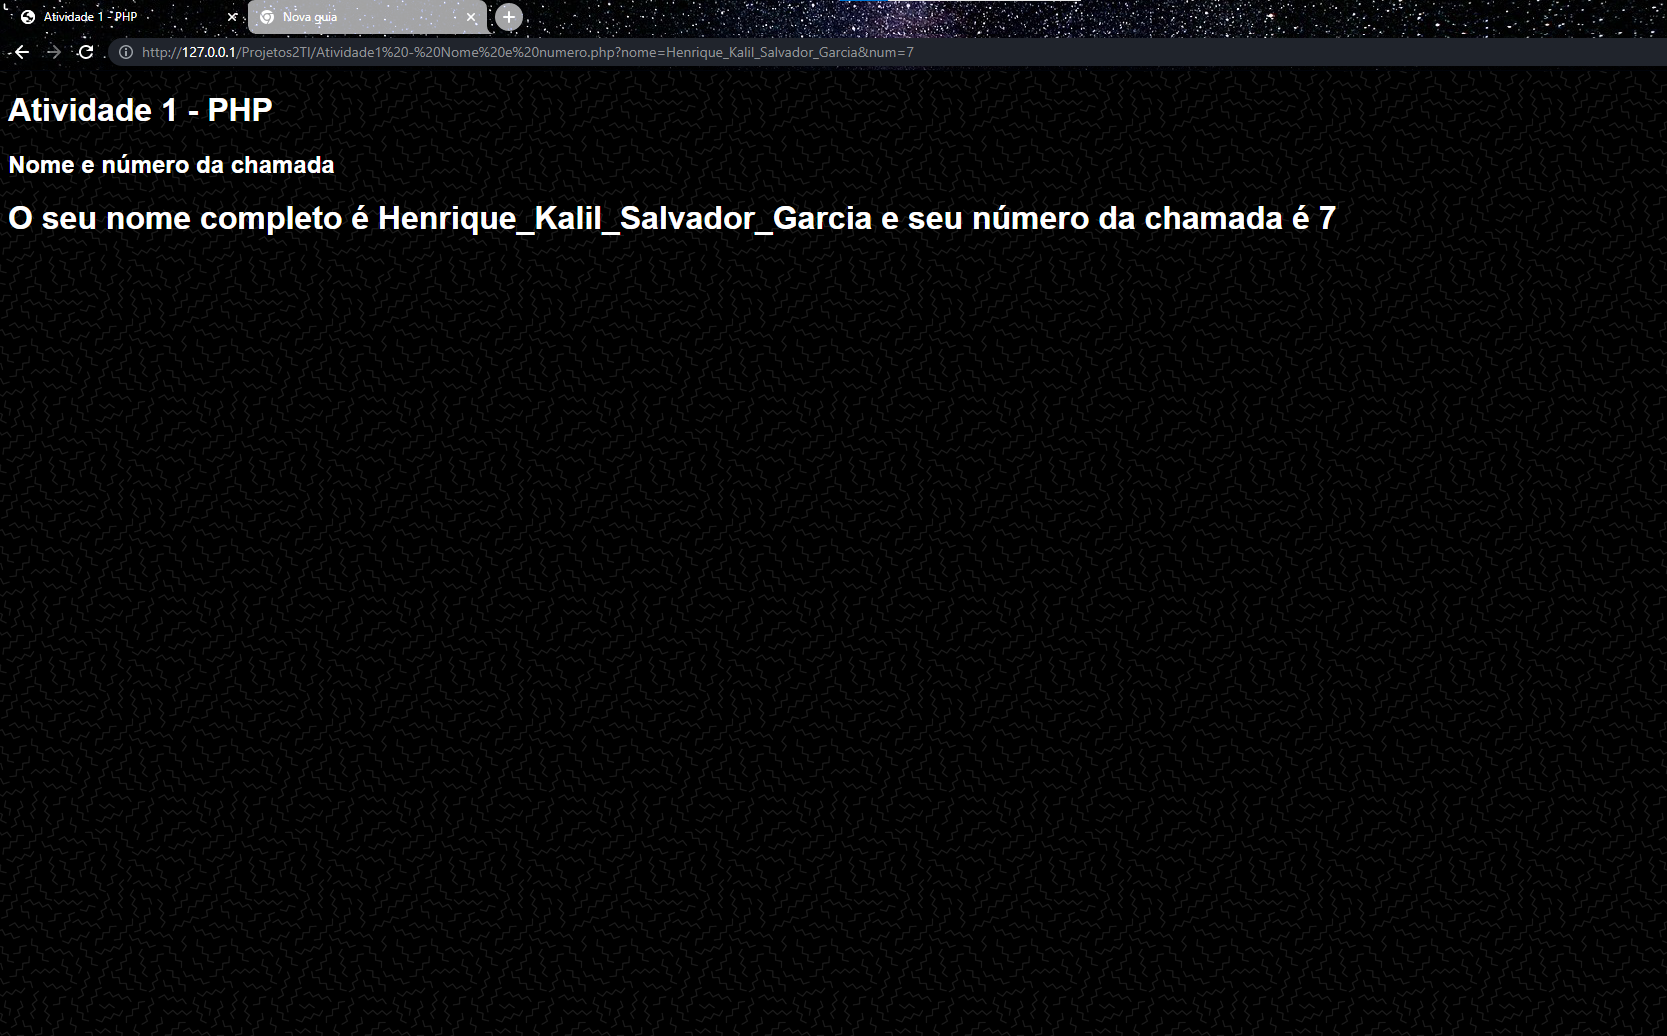 Atividade 1 - PHP
Nova guia
http://127.0.0.1/Projetos2TI/Atividade1%20-%20Nome%20e%20numero.php?nome=Henrique_Kalil_Salvador_Garcia&num=7
Atividade 1 - PHP
Nome e número da chamada
O seu nome completo é Henrique_Kalil_Salvador_Garcia e seu número da chamada é 7